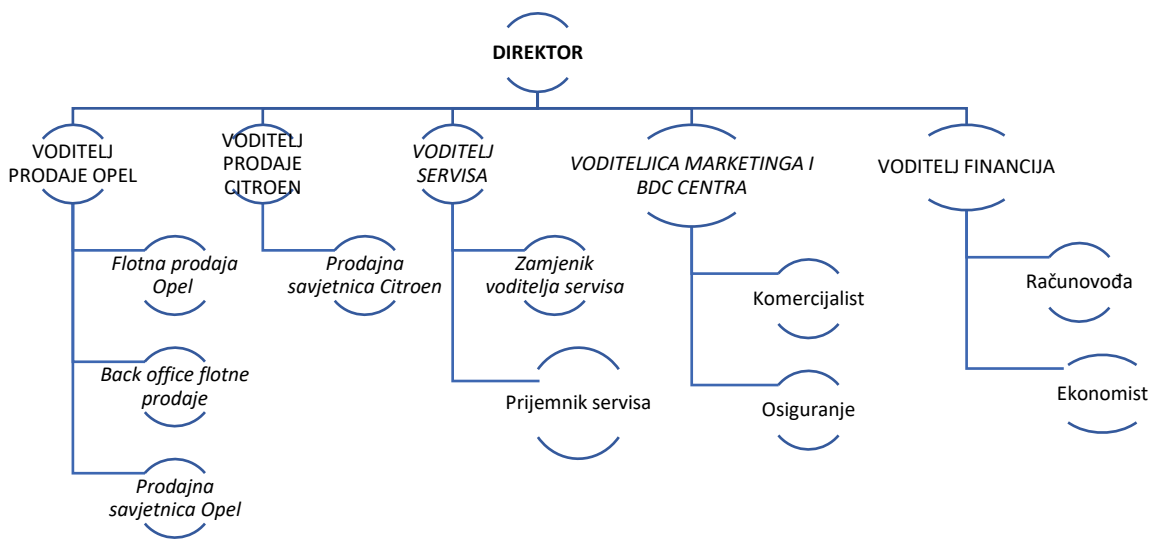 DIREKTOR
VODITELJ
PRODAJE OPEL
VODITELJ
PRODAJE
CITROEN
VODITELJ
SERVISA
VODITELJICA MARKETINGA I
BDC CENTRA
VODITELJ FINANCIJA
Flotna prodaja
Opel
Back office flotne
prodaje
Prodajna
savjetnica Opel
Prodajna
savjetnica Citroen
Zamjenik
voditelja servisa
Prijemnik servisa
Komercijalist
Osiguranje
Računovođa
Ekonomist